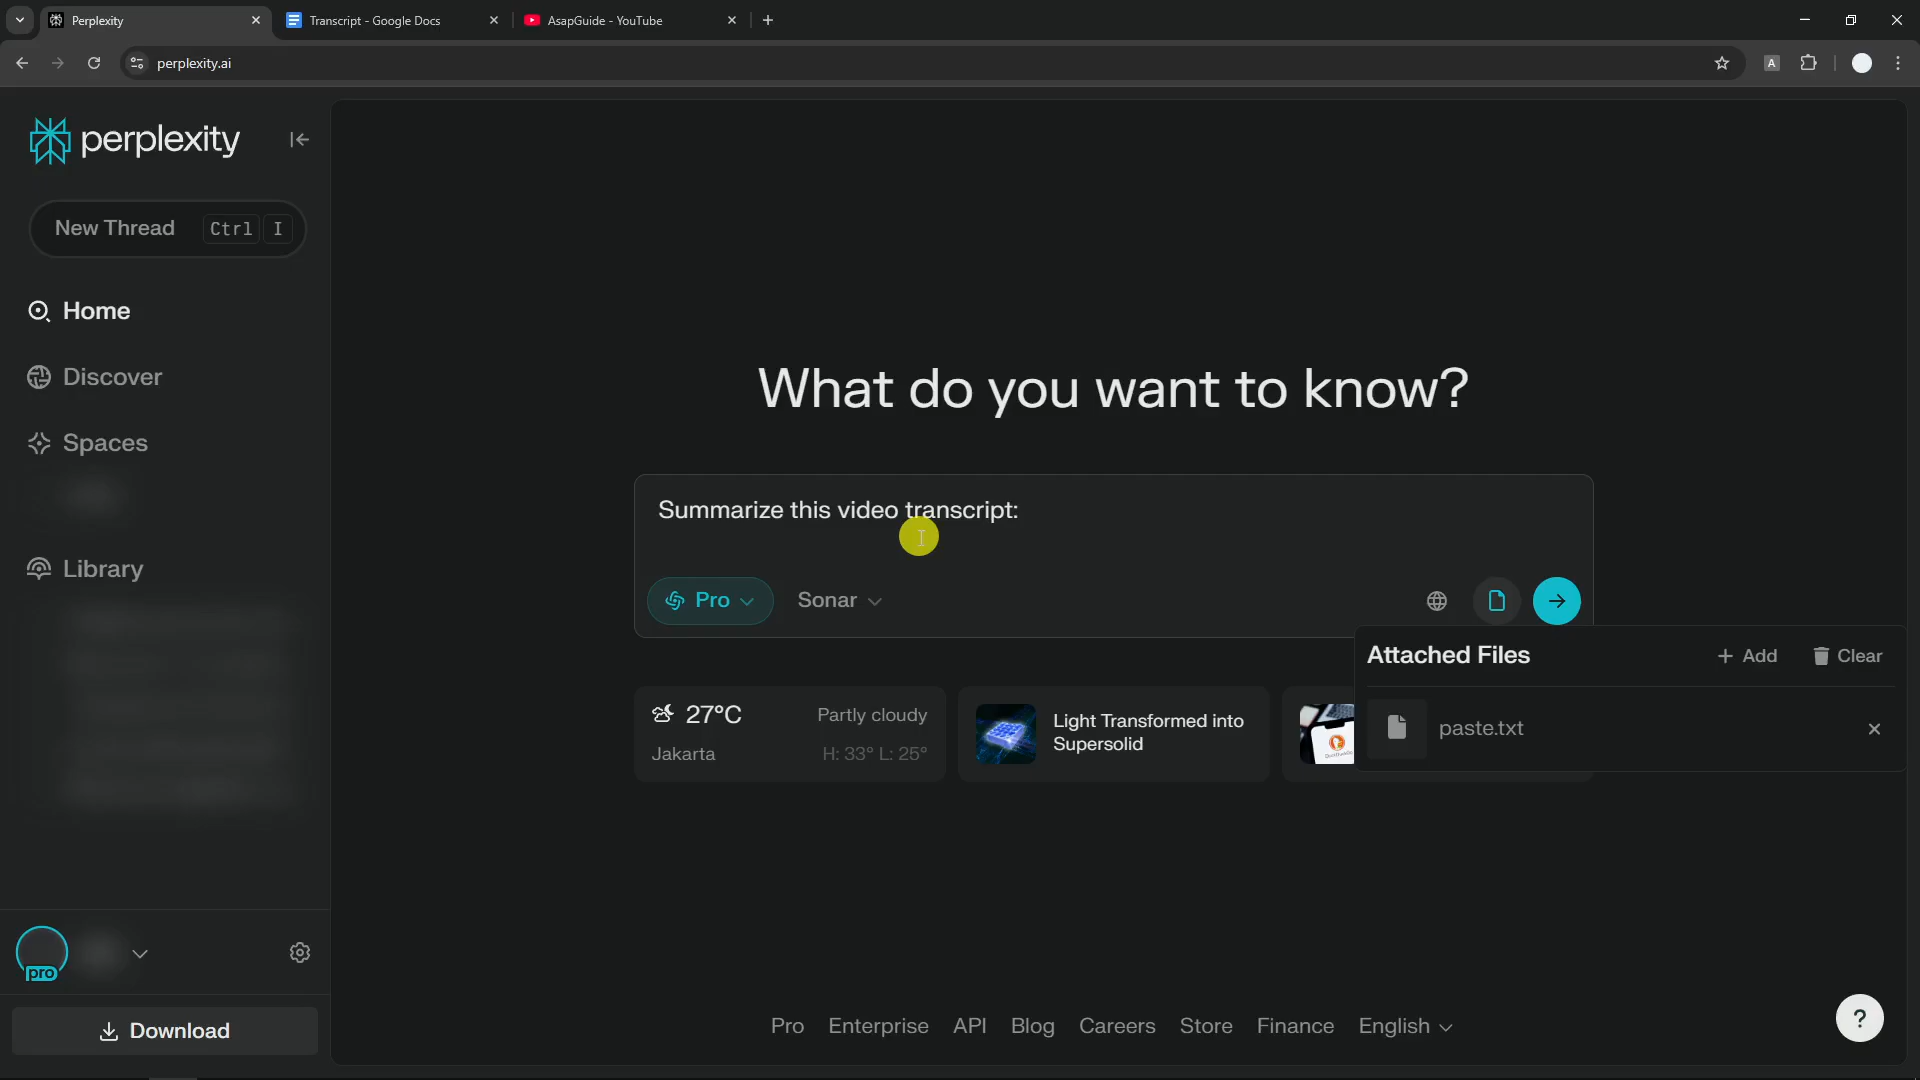 Perplexity
Transcript - Google Docs
AsapGuide - YouTube
perplexity.ai
A
perplexity
New Thread Ctrl I
Home
Discover
Spaces
Library
pro
Download
What do you want to know?
Summarize this video transcript:
Pro
Sonar
Attached Files
Add
Clear
paste.txt
27°C
Partly cloudy
Jakarta
H: 33° L: 25°
Light Transformed into
Supersolid
Pro Enterprise API Blog Careers Store Finance English
?